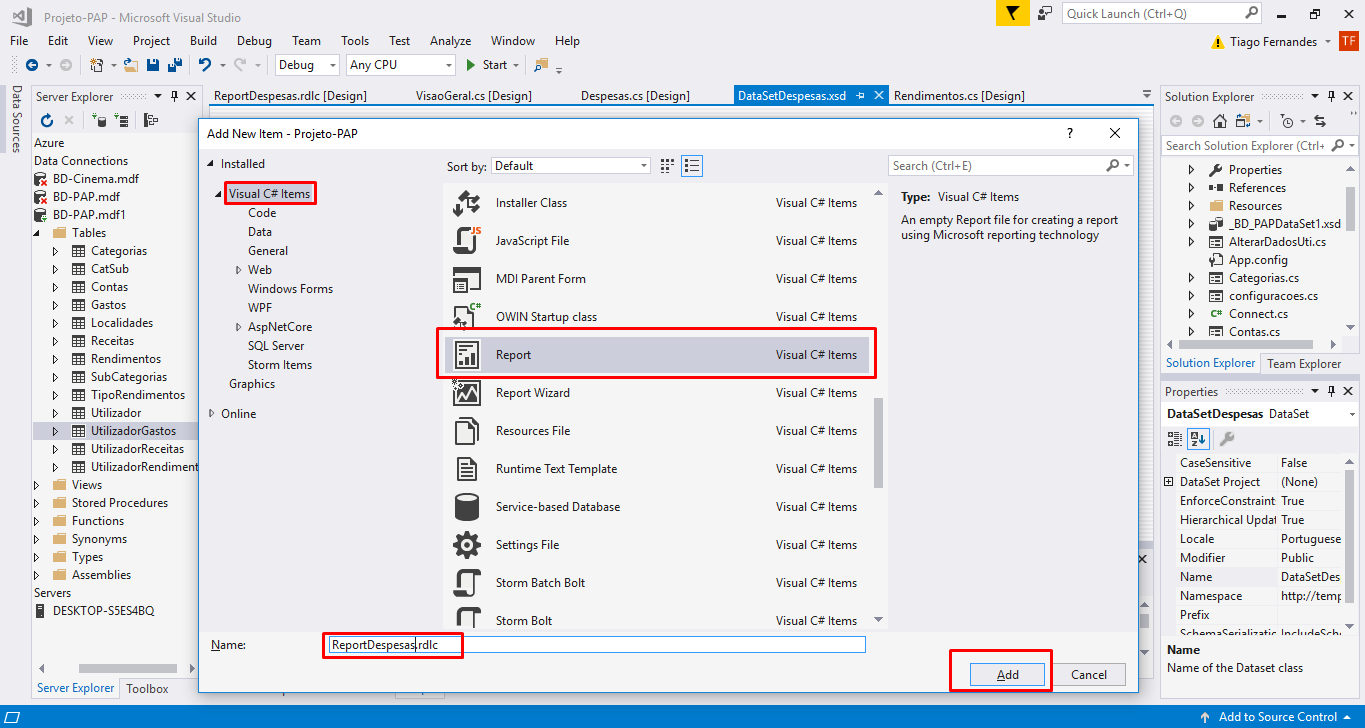 Projeto-PAP - Microsoft Visual Studio
Quick Launch (Ctrl+Q)
File Edit View Project Build Debug Team Tools Test Analyze Window Help
Tiago Fernandes TF
Debug Any CPU Start
Data Sources
Server Explorer
Azure
Data Connections
BD-Cinema.mdf
BD-PAP.mdf
BD-PAP.mdf1
Tables
Categorias
CatSub
Contas
Gastos
Localidades
Receitas
Rendimentos
SubCategorias
TipoRendimentos
Utilizador
UtilizadorGastos
UtilizadorReceitas
UtilizadorRendiment
Views
Stored Procedures
Functions
Synonyms
Types
Assemblies
Servers
DESKTOP-S5ES4BQ
Server Explorer Toolbox
ReportDespesas.rdlc [Design] VisaoGeral.cs [Design] Despesas.cs [Design] DataSetDespesas.xsd Rendimentos.cs [Design]
Add New Item - Projeto-PAP ?
Installed
Visual C# Items
Code
Data
General
Web
Windows Forms
WPF
AspNetCore
SQL Server
Storm Items
Graphics
Online
Sort by: Default
Search (Ctrl+E)
Installer Class Visual C# Items
JavaScript File Visual C# Items
MDI Parent Form Visual C# Items
OWIN Startup class Visual C# Items
Report Visual C# Items
Report Wizard Visual C# Items
Resources File Visual C# Items
Runtime Text Template Visual C# Items
Service-based Database Visual C# Items
Settings File Visual C# Items
Storm Batch Bolt Visual C# Items
Storm Bolt Visual C# Items
Type: Visual C# Items
An empty Report file for creating a report
using Microsoft reporting technology
Name: ReportDespesas.rdlc
Add Cancel
Solution Explorer
Search Solution Explorer (Ctrl+
Properties
References
Resources
_BD_PAPDataSet1.xsd
AlterarDadosUti.cs
App.config
Categorias.cs
configuracoes.cs
Connect.cs
Contas.cs
Solution Explorer Team Explorer
Properties
DataSetDespesas DataSet
CaseSensitive False
DataSet Project (None)
EnforceConstraint True
Hierarchical Updat True
Locale Portuguese
Modifier Public
Name DataSetDes
Namespace http://temp
Prefix
SchemaSerializatio IncludeSche
Name
Name of the Dataset class
Add to Source Control